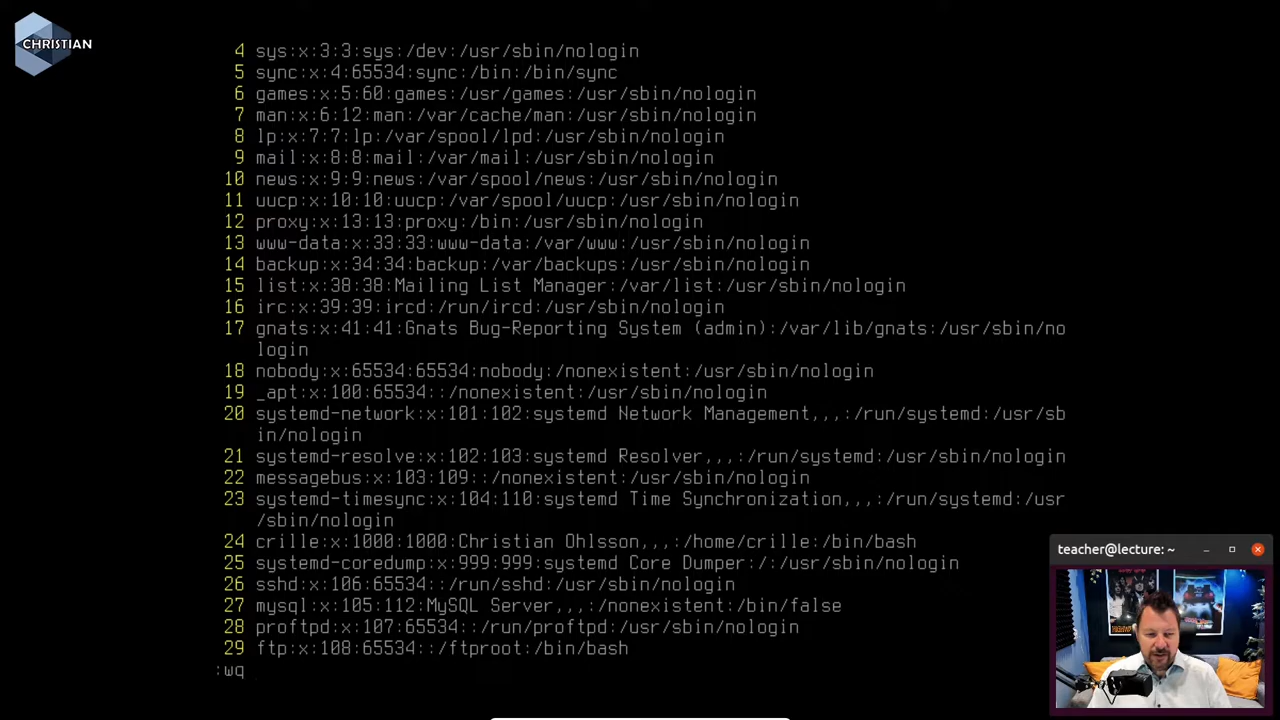 CHRISTIAN
4 sys:x:3:3:sys:/dev:/usr/sbin/nologin
5 sync:x:4:65534:sync:/bin:/bin/sync
6 games:x:5:60:games:/usr/games:/usr/sbin/nologin
7 man:x:6:12:man:/var/cache/man:/usr/sbin/nologin
8 lp:x:7:7:lp:/var/spool/lpd:/usr/sbin/nologin
9 mail:x:8:8:mail:/var/mail:/usr/sbin/nologin
10 news:x:9:9:news:/var/spool/news:/usr/sbin/nologin
11 uucp:x:10:10:uucp:/var/spool/uucp:/usr/sbin/nologin
12 proxy:x:13:13:proxy:/bin:/usr/sbin/nologin
13 www-data:x:33:33:www-data:/var/www:/usr/sbin/nologin
14 backup:x:34:34:backup:/var/backups:/usr/sbin/nologin
15 list:x:38:38:Mailing List Manager:/var/list:/usr/sbin/nologin
16 irc:x:39:39:ircd:/run/ircd:/usr/sbin/nologin
17 gnats:x:41:41:Gnats Bug-Reporting System (admin):/var/lib/gnats:/usr/sbin/no
login
18 nobody:x:65534:65534:nobody:/nonexistent:/usr/sbin/nologin
19 _apt:x:100:65534::/nonexistent:/usr/sbin/nologin
20 systemd-network:x:101:102:systemd Network Management,,,:/run/systemd:/usr/sb
in/nologin
21 systemd-resolve:x:102:103:systemd Resolver,,,:/run/systemd:/usr/sbin/nologin
22 messagebus:x:103:109::/nonexistent:/usr/sbin/nologin
23 systemd-timesync:x:104:110:systemd Time Synchronization,,,:/run/systemd:/usr
/sbin/nologin
24 crille:x:1000:1000:Christian Ohlsson,,,:/home/crille:/bin/bash
25 systemd-coredump:x:999:999:systemd Core Dumper:/:/usr/sbin/nologin
26 sshd:x:106:65534::/run/sshd:/usr/sbin/nologin
27 mysql:x:105:112:MySQL Server,,,:/nonexistent:/bin/false
28 proftpd:x:107:65534::/run/proftpd:/usr/sbin/nologin
29 ftp:x:108:65534::/ftproot:/bin/bash
:wq
teacher@lecture: ~